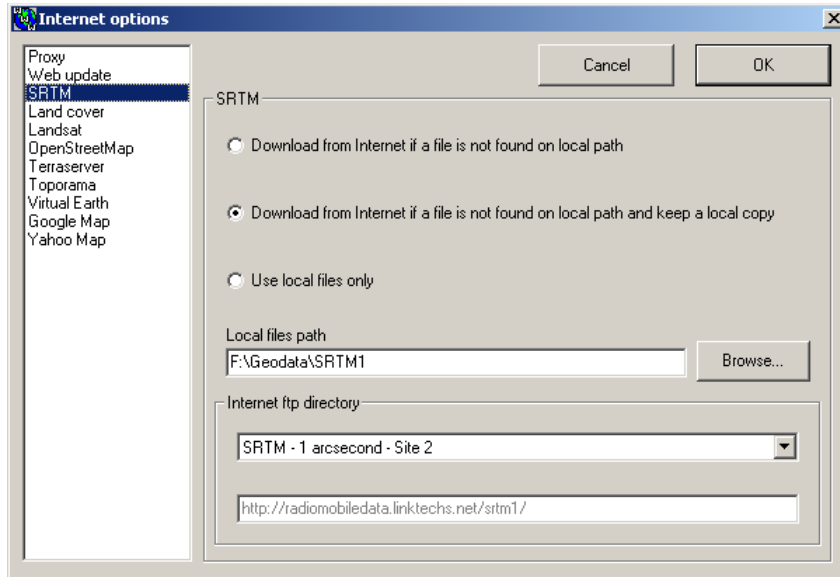 Internet options
Proxy
Web update
SRTM
Land cover
Landsat
OpenStreetMap
Terraserver
Toporama
Virtual Earth
Google Map
Yahoo Map
Cancel
OK
SRTM
Download from Internet if a file is not found on local path
Download from Internet if a file is not found on local path and keep a local copy
Use local files only
Local files path
F:\Geodata\SRTM1
Browse...
Internet ftp directory
SRTM - 1 arcsecond - Site 2
http://radiomobiledata.linktechs.net/srtm1/